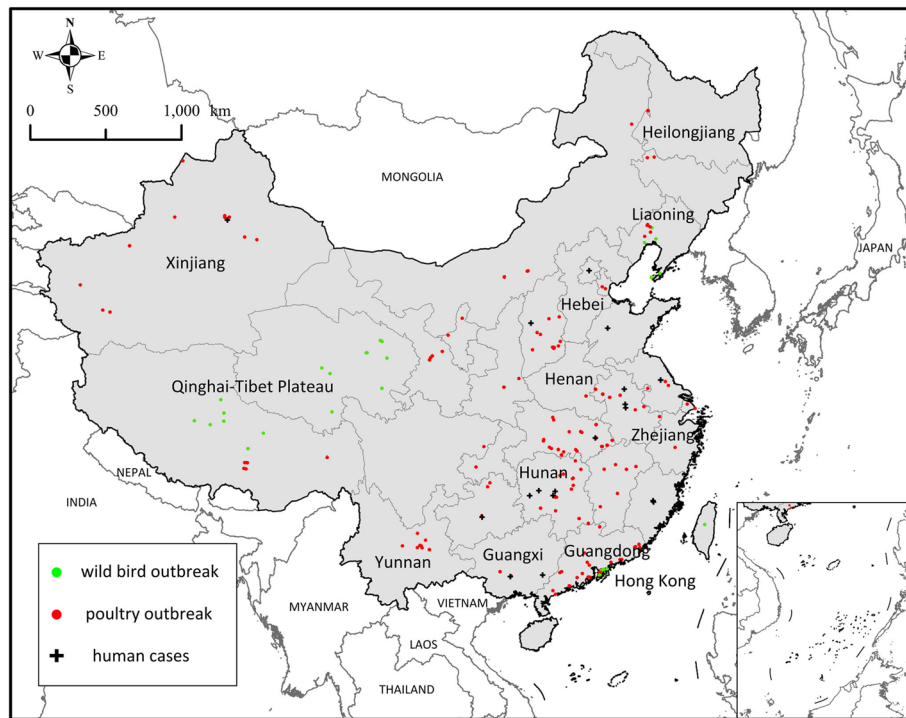 N
W E
S
0 500 1,000 km
MONGOLIA
Heilongjiang
Liaoning
JAPAN
Xinjiang
Hebei
Qinghai-Tibet Plateau
Henan
Zhejiang
NEPAL
Hunan
INDIA
Yunnan
Guangxi
Guangdong
Hong Kong
wild bird outbreak
poultry outbreak
human cases
MYANMAR
VIETNAM
LAOS
THAILAND